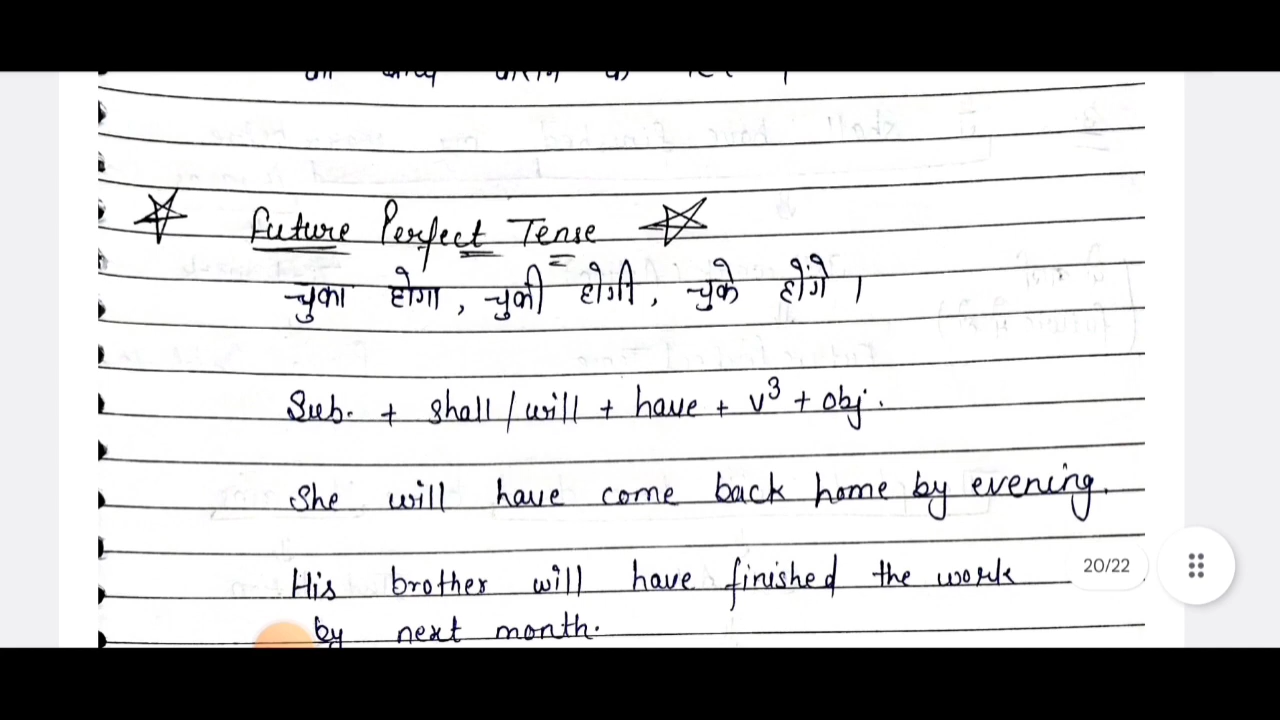 Future Perfect Tense
चुका होगा, चुकी होगी, चुके होंगे ।
Sub. + shall/will + have + v³ + obj.
She will have come back home by evening.
His brother will have finished the work
20/22
by next month.